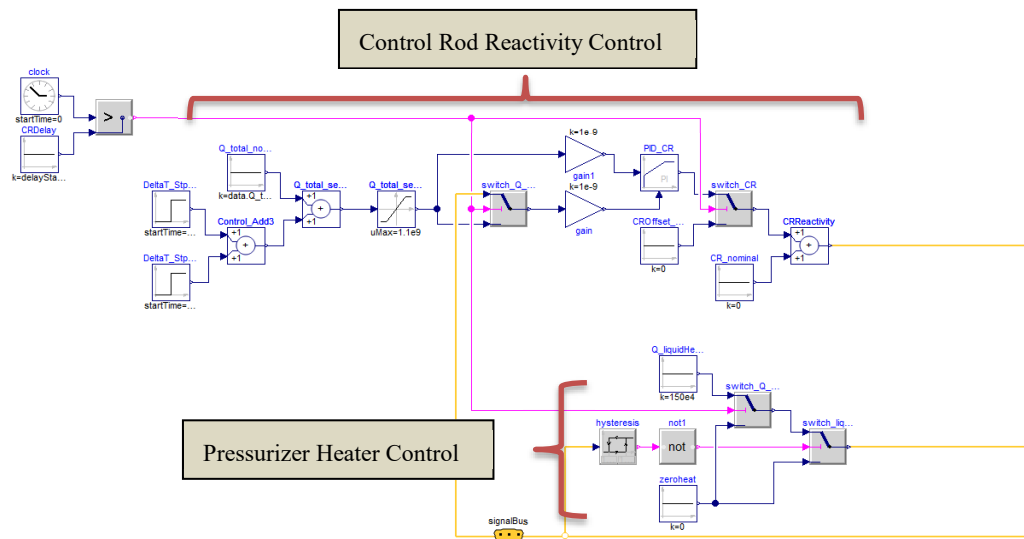 Control Rod Reactivity Control
clock
startTime=0
CRDelay
k=delaySta...
>
Q_total_no...
k=data.Q_t...
DeltaT_Stp...
startTime=...
DeltaT_Stp...
startTime=...
Control_Add3
+1
+
+1
Q_total_se...
+1
+
+1
Q_total_se...
uMax=1.1e9
switch_Q_...
k=1e-9
gain1
k=1e-9
gain
PID_CR
PI
CROffset_...
k=0
switch_CR
CR_nominal
k=0
CRReactivity
+1
+
+1
Pressurizer Heater Control
Q_liquidHe...
k=150e4
switch_Q_...
hysteresis
not1
not
switch_liq...
zeroheat
k=0
signalBus